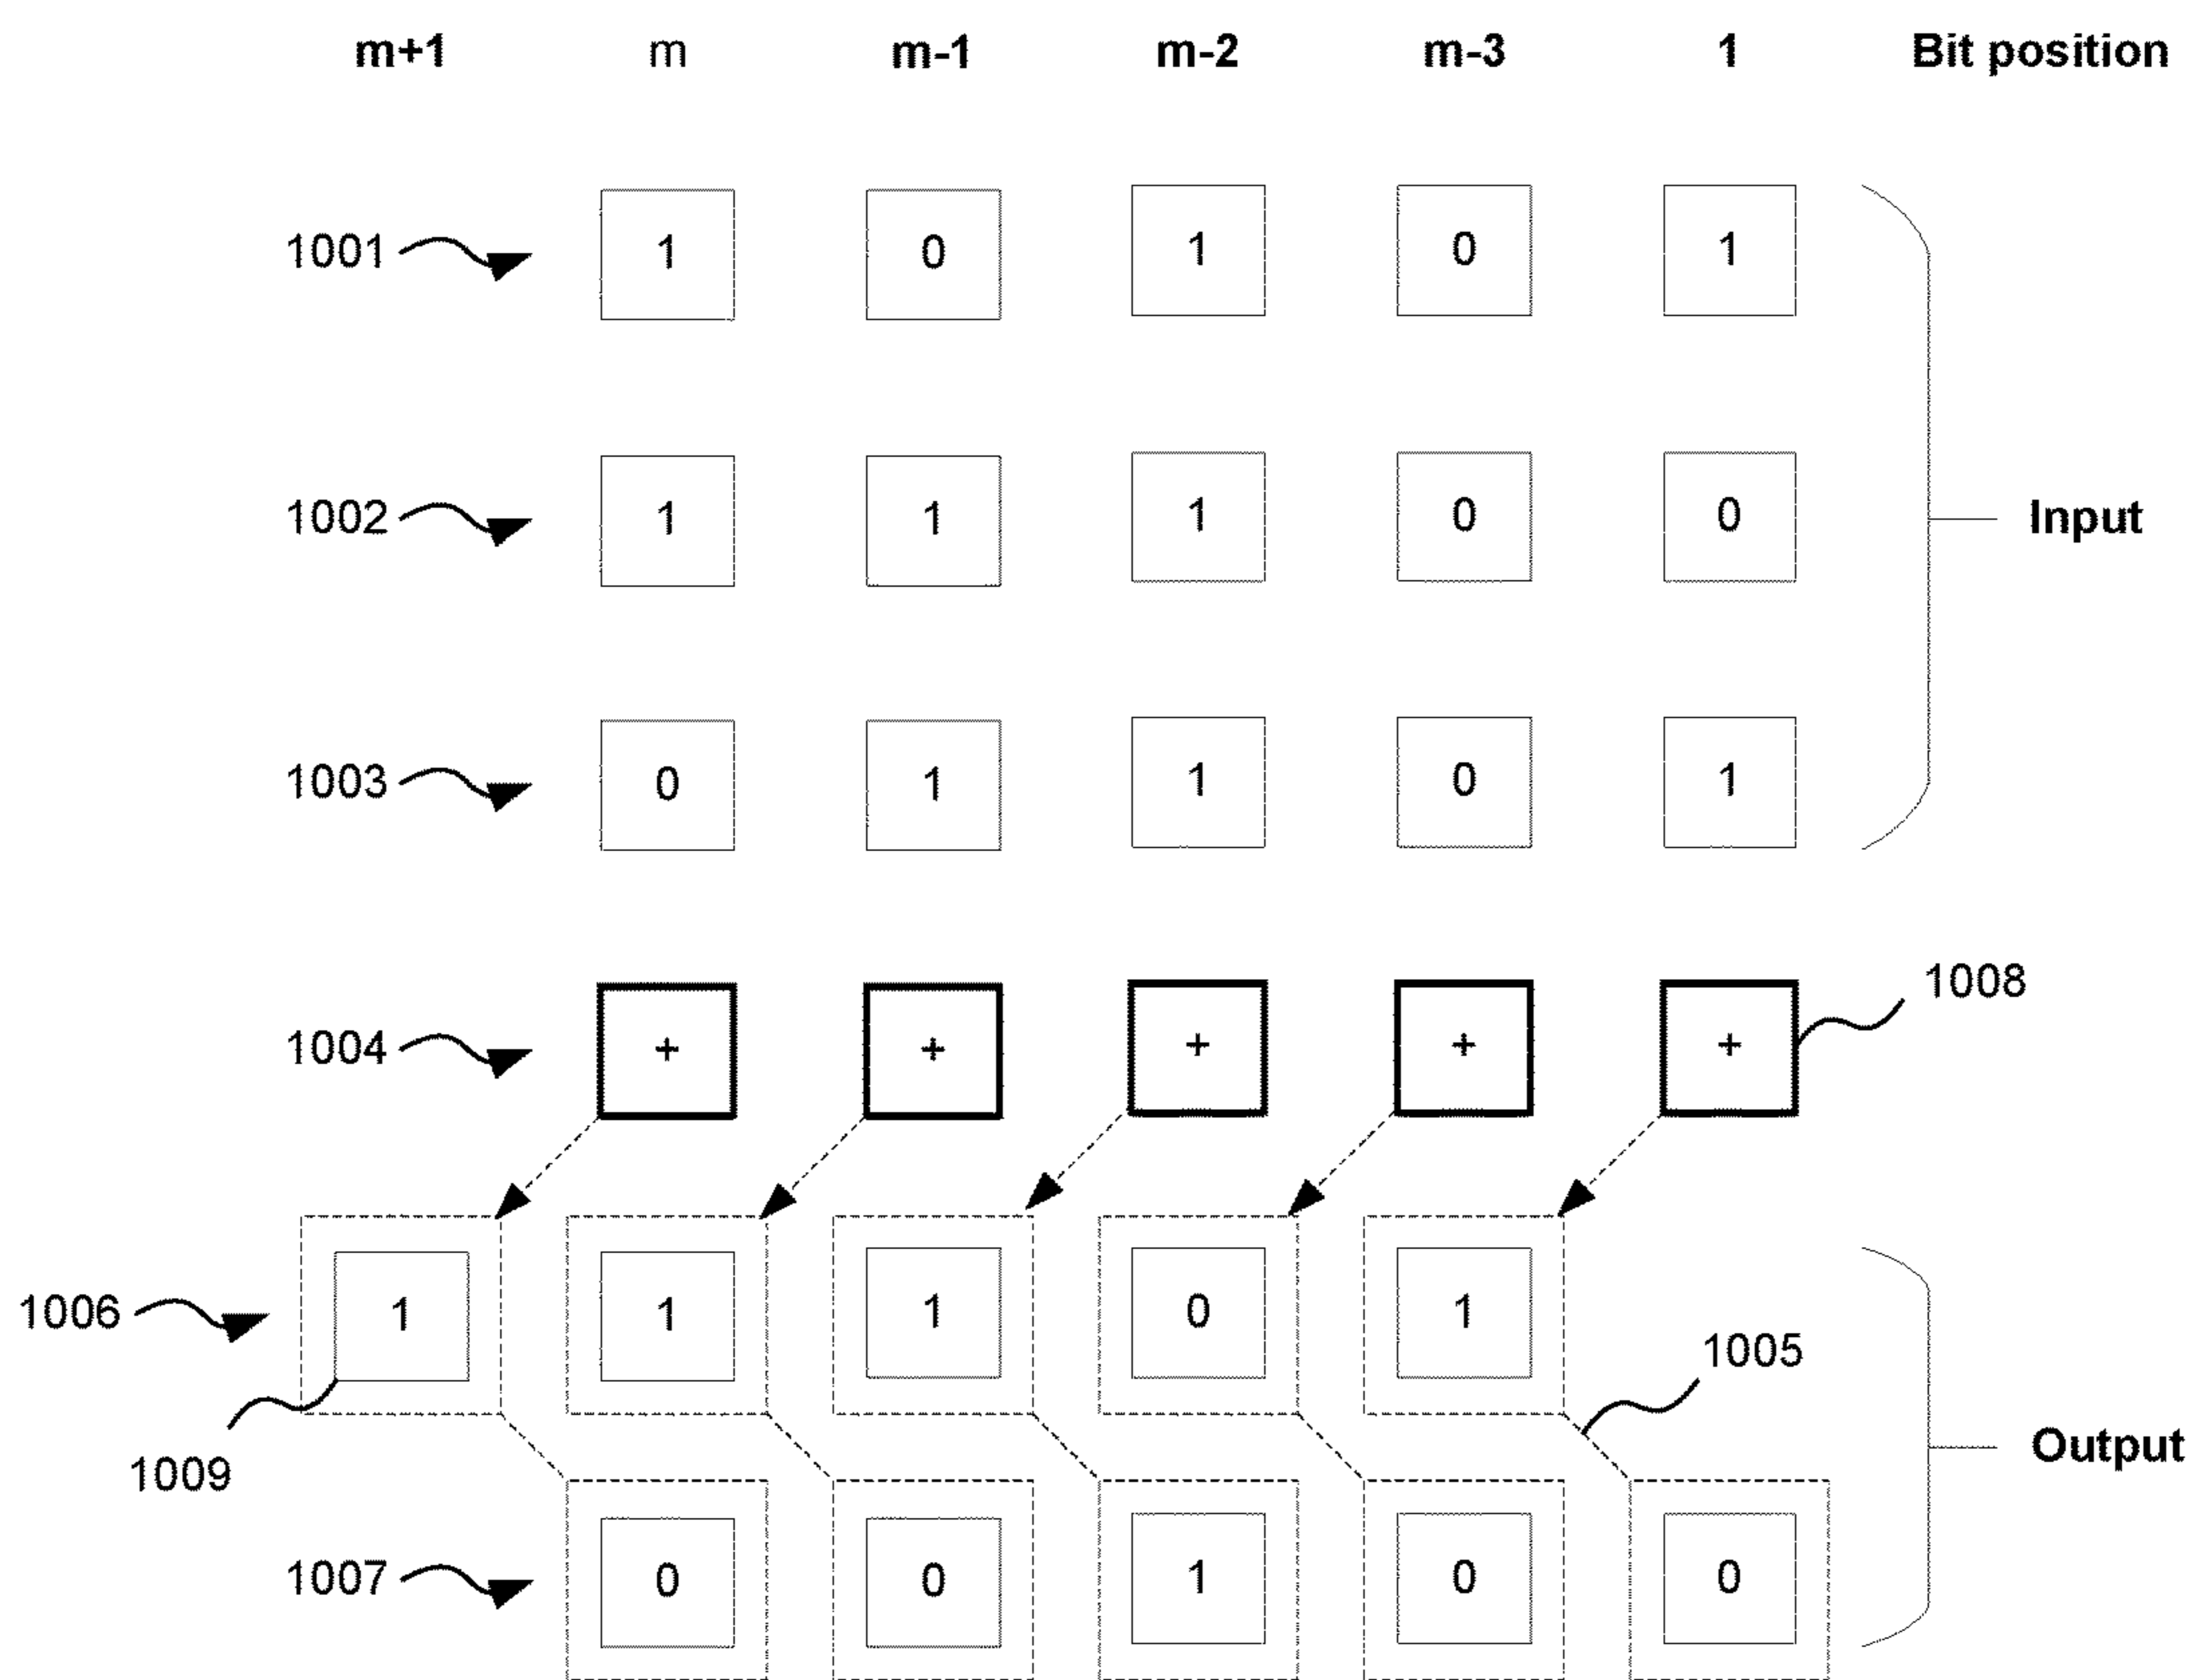 m+1 m m-1 m-2 m-3 1 Bit position
1001 1 0 1 0 1
1002 1 1 1 0 0 Input
1003 0 1 1 0 1
1008
1004 + + + + +
1006 1 1 1 0 1
1005
1009 Output
1007 0 0 1 0 0